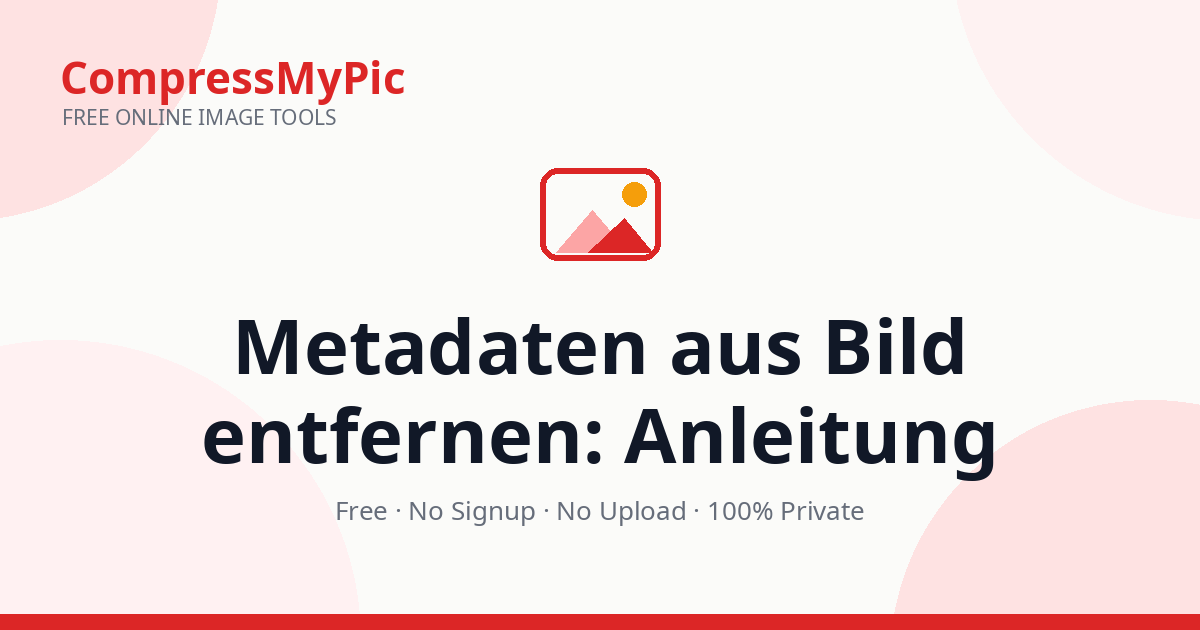 CompressMyPic
FREE ONLINE IMAGE TOOLS
Metadaten aus Bild
entfernen: Anleitung
Free · No Signup · No Upload · 100% Private